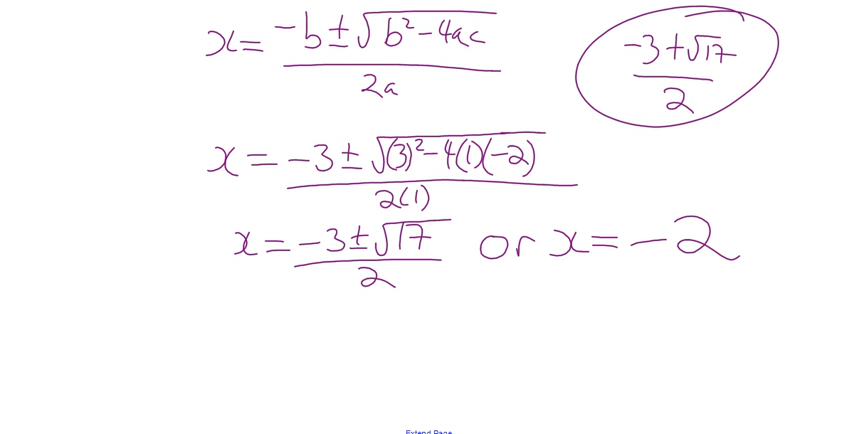 x = (-b ± √(b² - 4ac)) / 2a
(-3 + √17) / 2
x = (-3 ± √((3)² - 4(1)(-2))) / 2(1)
x = (-3 ± √17) / 2 or x = -2
Extend Page